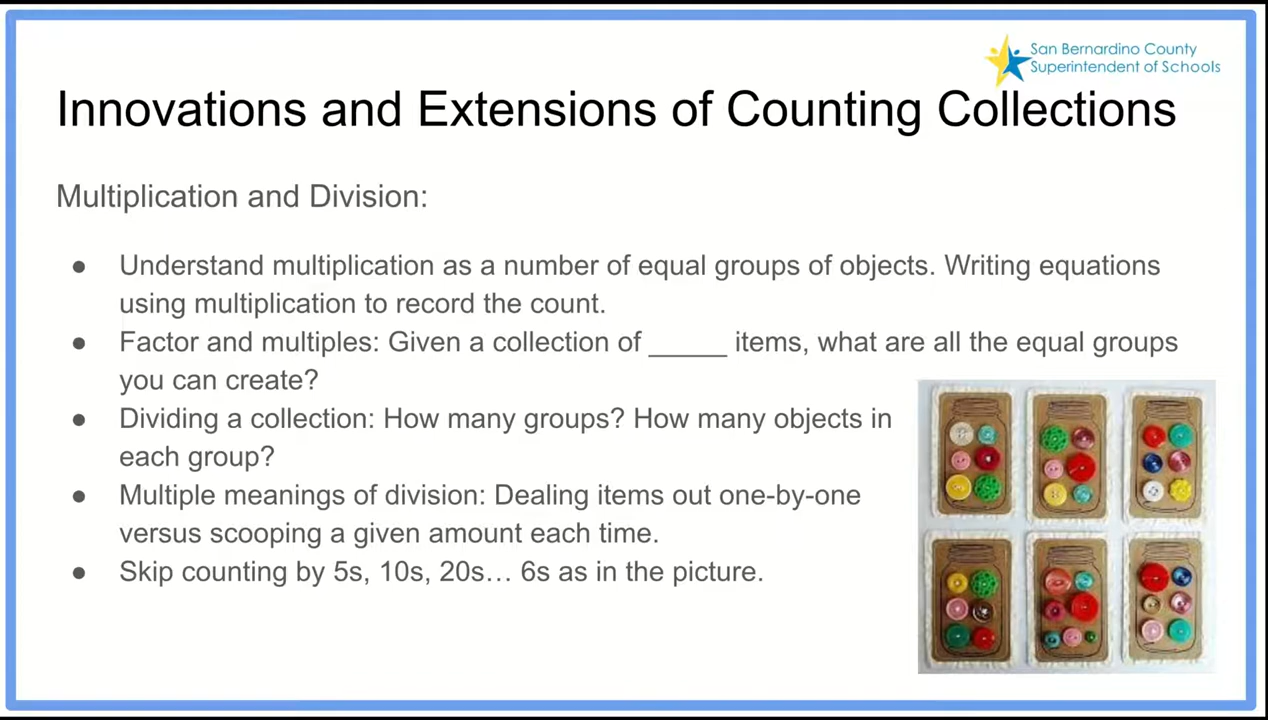 San Bernardino County
Superintendent of Schools
Innovations and Extensions of Counting Collections
Multiplication and Division:
● Understand multiplication as a number of equal groups of objects. Writing equations
using multiplication to record the count.
● Factor and multiples: Given a collection of _____ items, what are all the equal groups
you can create?
● Dividing a collection: How many groups? How many objects in
each group?
● Multiple meanings of division: Dealing items out one-by-one
versus scooping a given amount each time.
● Skip counting by 5s, 10s, 20s… 6s as in the picture.